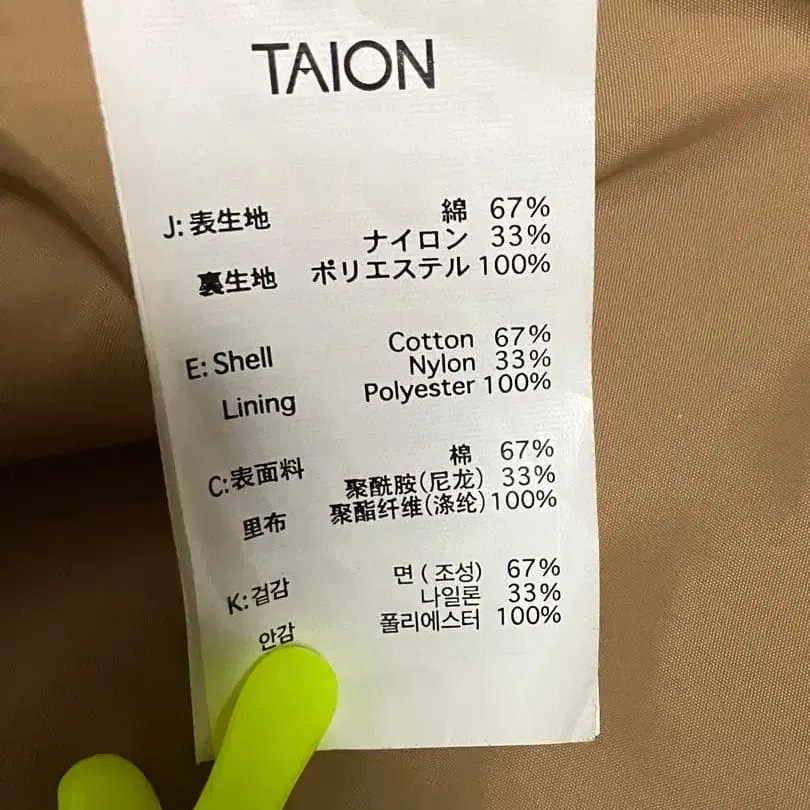 TAION
J: 表生地 綿 67%
ナイロン 33%
裏生地 ポリエステル 100%
E: Shell Cotton 67%
Nylon 33%
Lining Polyester 100%
C: 表面料 棉 67%
聚酰胺(尼龙) 33%
里布 聚酯纤维(涤纶) 100%
K: 겉감 면 ( 조성) 67%
나일론 33%
안감 폴리에스터 100%